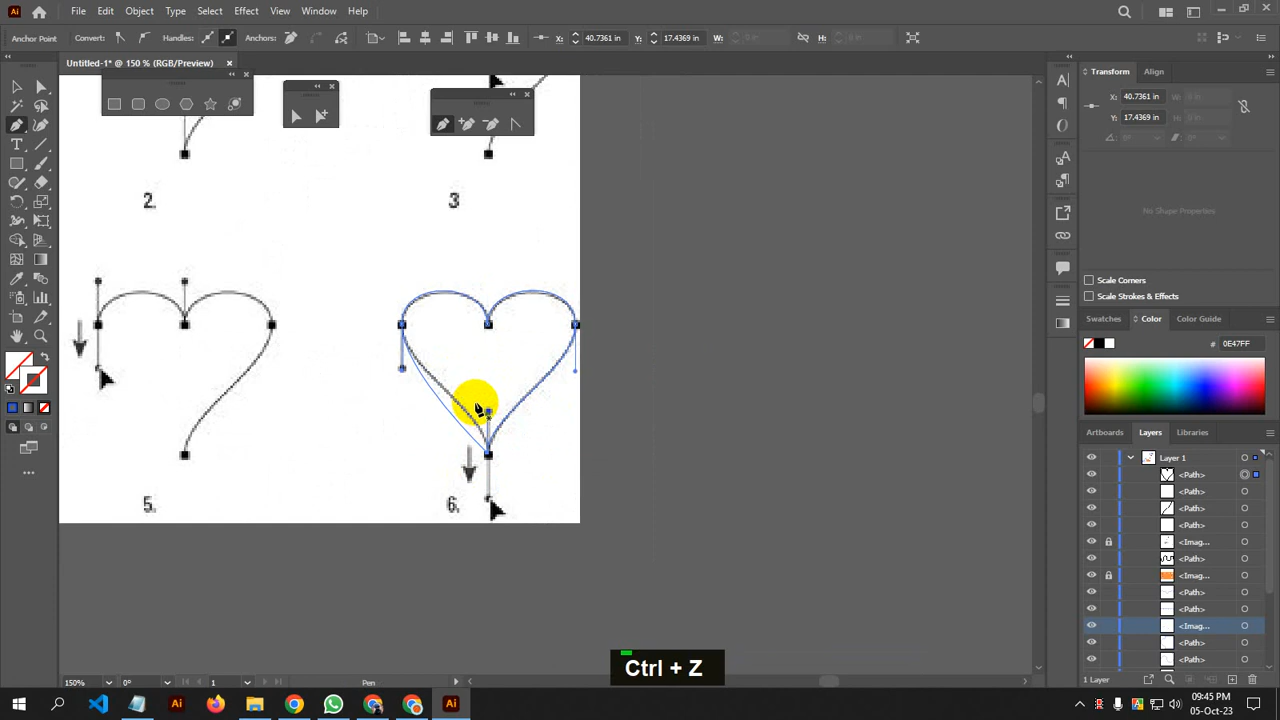 Ai
File
Edit
Object
Type
Select
Effect
View
Window
Help
Anchor Point
Convert:
Handles:
Anchors:
X: 40.7361 in
Y: 17.4369 in
W:
H:
Untitled-1* @ 150 % (RGB/Preview)
2.
3
5.
6.
Transform
Align
X: 40.7361 in
W:
Y: 17.4369 in
No Shape Properties
Scale Corners
Scale Strokes & Effects
Swatches
Color
Color Guide
# 0E47FF
Artboards
Layers
Libraries
Layer 1
<Path>
<Path>
<Path>
<Path>
<Imag...
<Path>
<Imag...
<Path>
<Path>
<Imag...
<Path>
<Path>
1 Layer
Ctrl + Z
150%
0°
1
Pen
09:45 PM
05-Oct-23